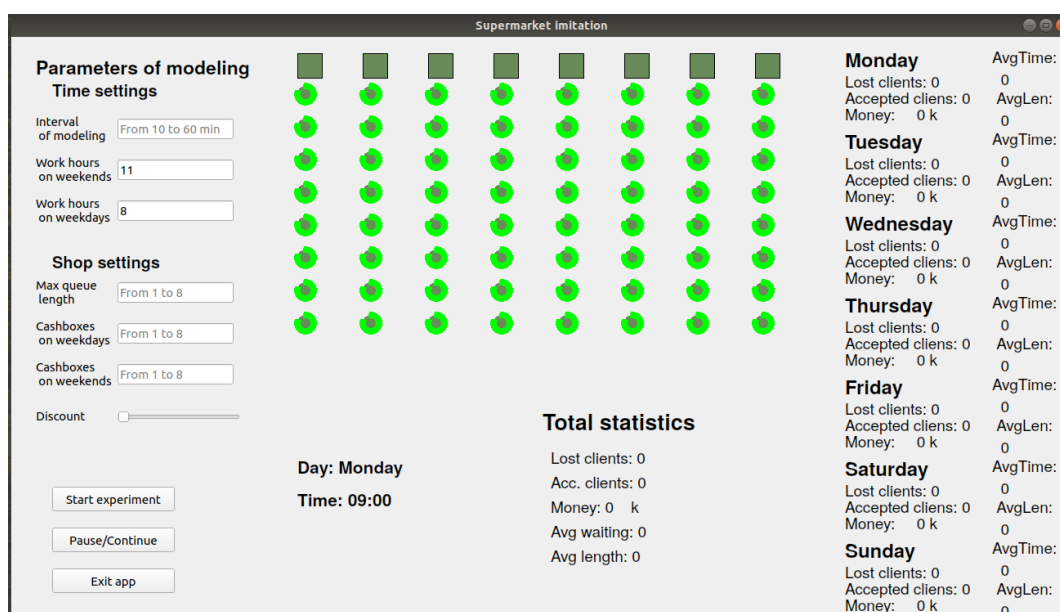 Supermarket imitation
Parameters of modeling
Time settings
Interval
of modeling
From 10 to 60 min
Work hours
on weekends
11
Work hours
on weekdays
8
Shop settings
Max queue
length
From 1 to 8
Cashboxes
on weekdays
From 1 to 8
Cashboxes
on weekends
From 1 to 8
Discount
Start experiment
Pause/Continue
Exit app
Day: Monday
Time: 09:00
Total statistics
Lost clients: 0
Acc. clients: 0
Money: 0 k
Avg waiting: 0
Avg length: 0
Monday
Lost clients: 0
Accepted cliens: 0
Money: 0 k
AvgTime:
0
AvgLen:
0
Tuesday
Lost clients: 0
Accepted cliens: 0
Money: 0 k
AvgTime:
0
AvgLen:
0
Wednesday
Lost clients: 0
Accepted cliens: 0
Money: 0 k
AvgTime:
0
AvgLen:
0
Thursday
Lost clients: 0
Accepted cliens: 0
Money: 0 k
AvgTime:
0
AvgLen:
0
Friday
Lost clients: 0
Accepted cliens: 0
Money: 0 k
AvgTime:
0
AvgLen:
0
Saturday
Lost clients: 0
Accepted cliens: 0
Money: 0 k
AvgTime:
0
AvgLen:
0
Sunday
Lost clients: 0
Accepted cliens: 0
Money: 0 k
AvgTime:
0
AvgLen:
0